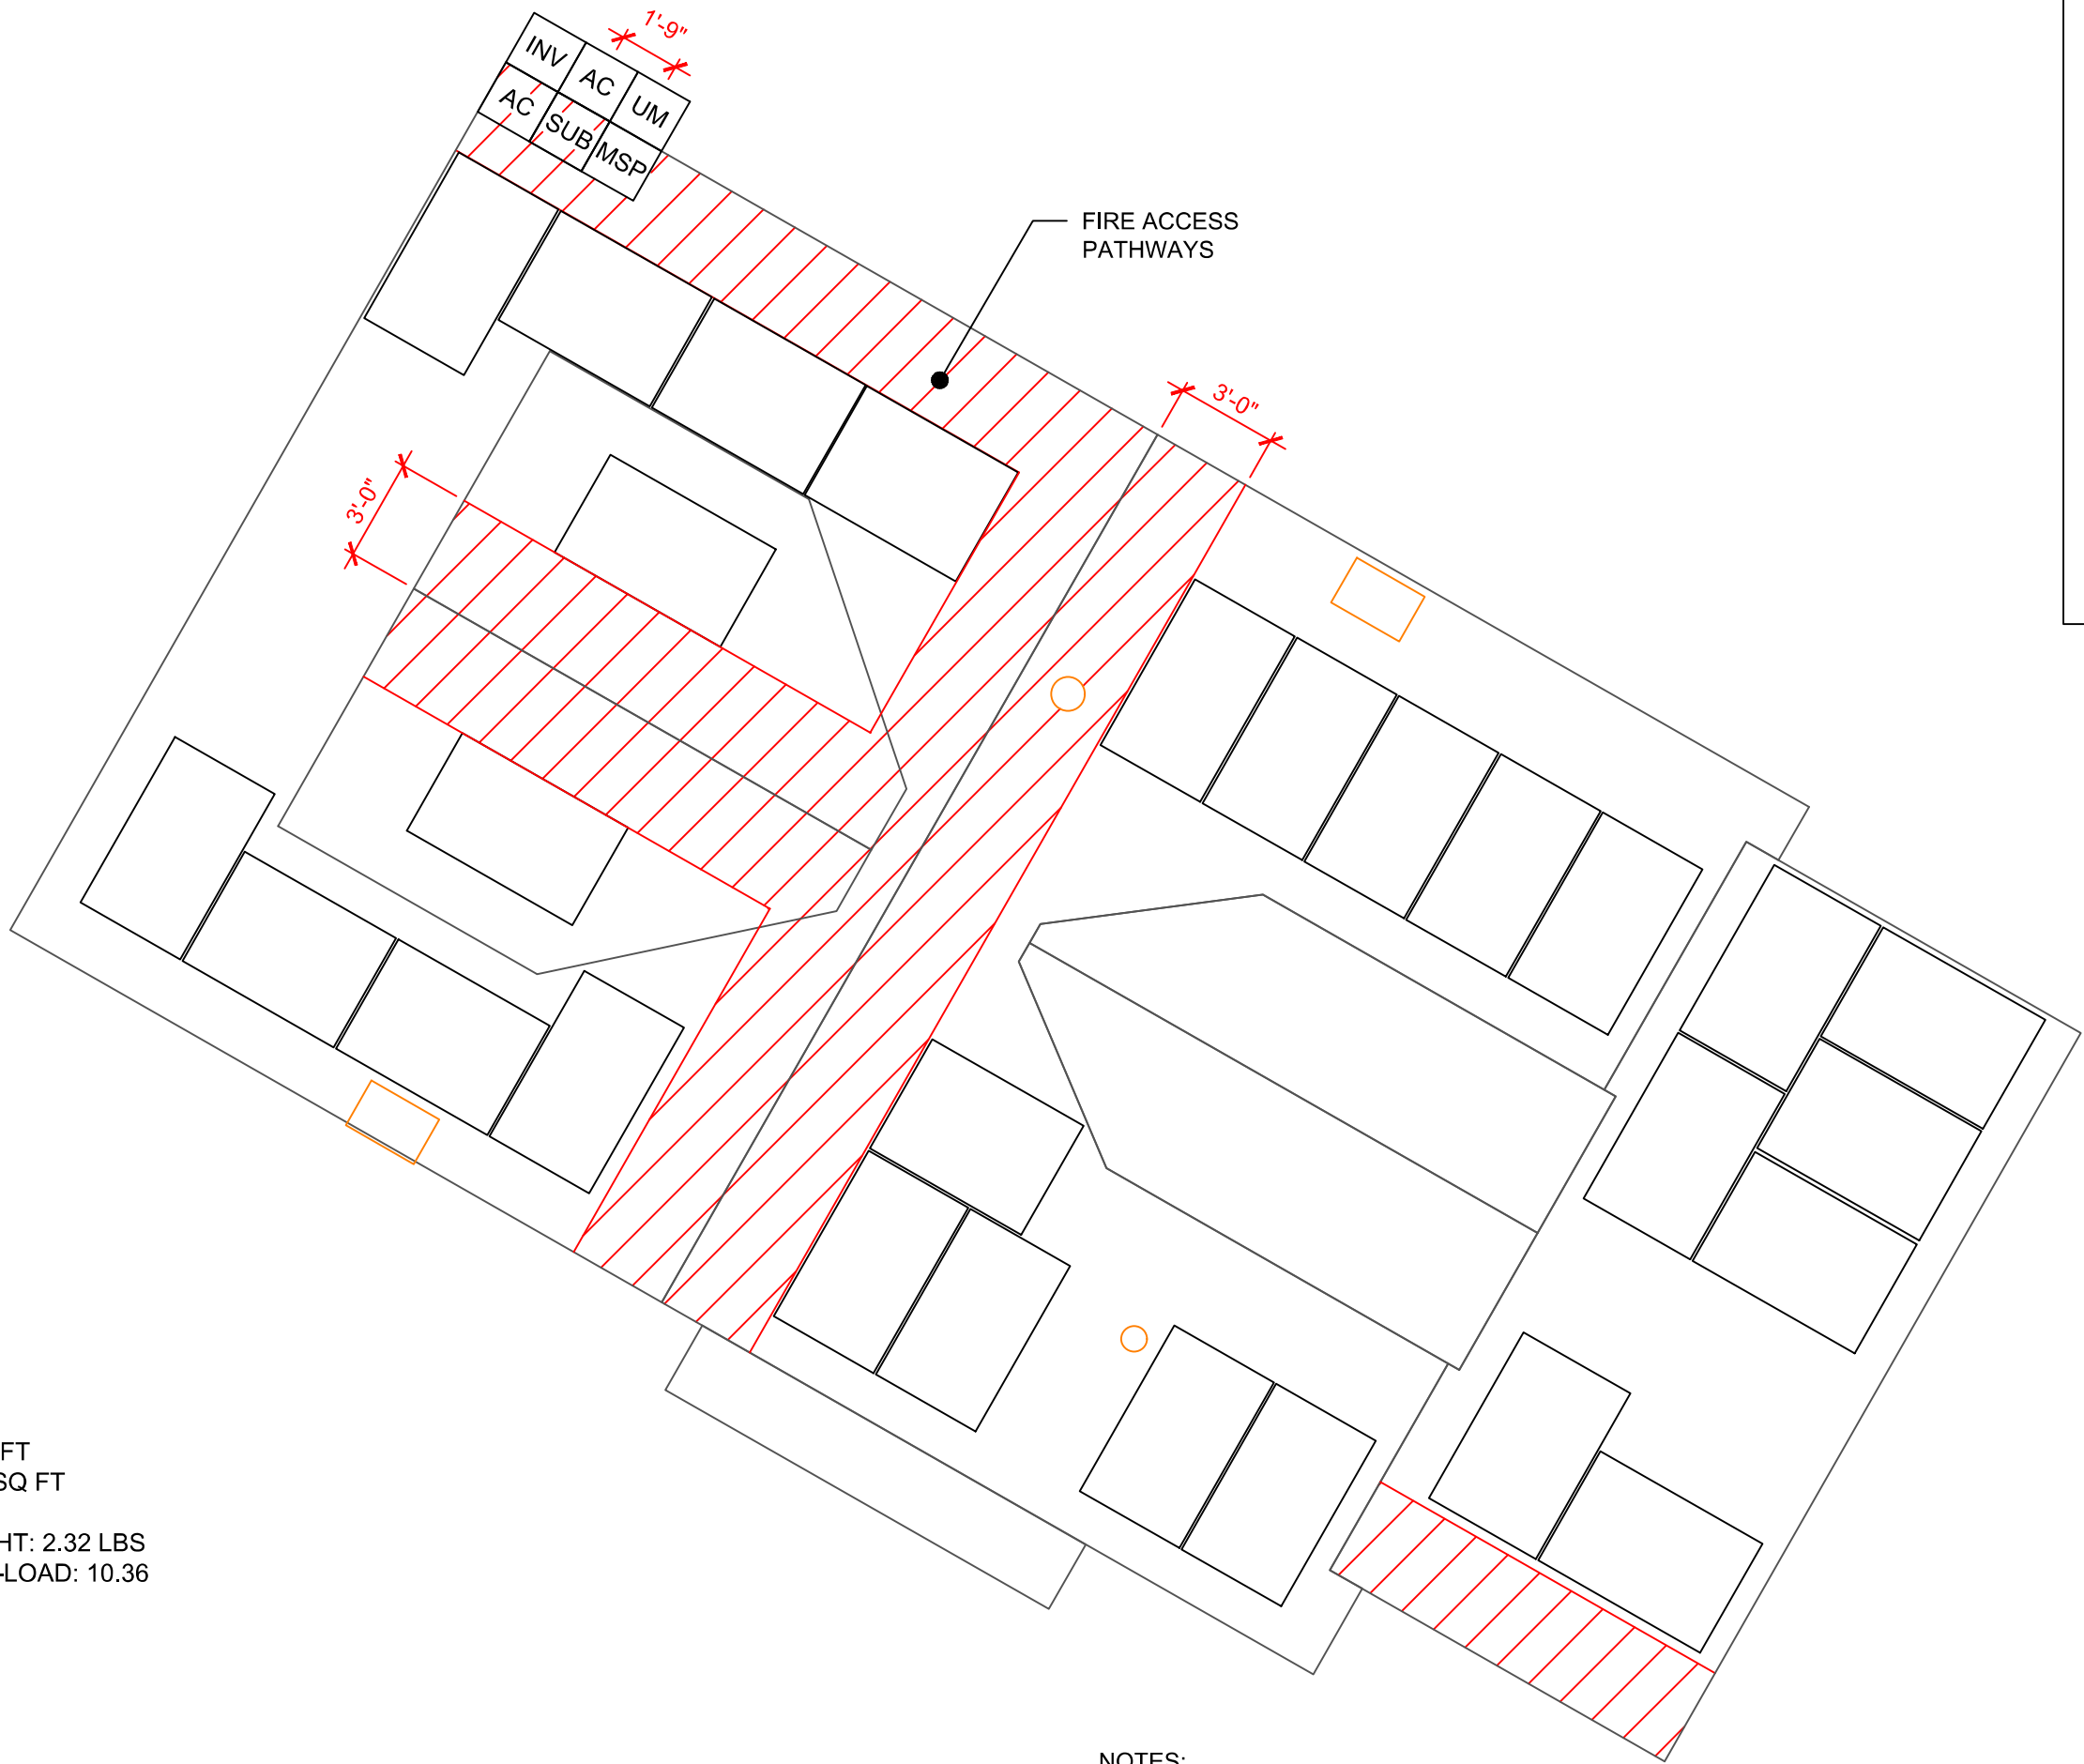 1'-9"
INV
AC
UM
AC
SUB
MSP
FIRE ACCESS
PATHWAYS
3'-0"
3'-0"
FT
SQ FT
HT: 2.32 LBS
-LOAD: 10.36
NOTES: